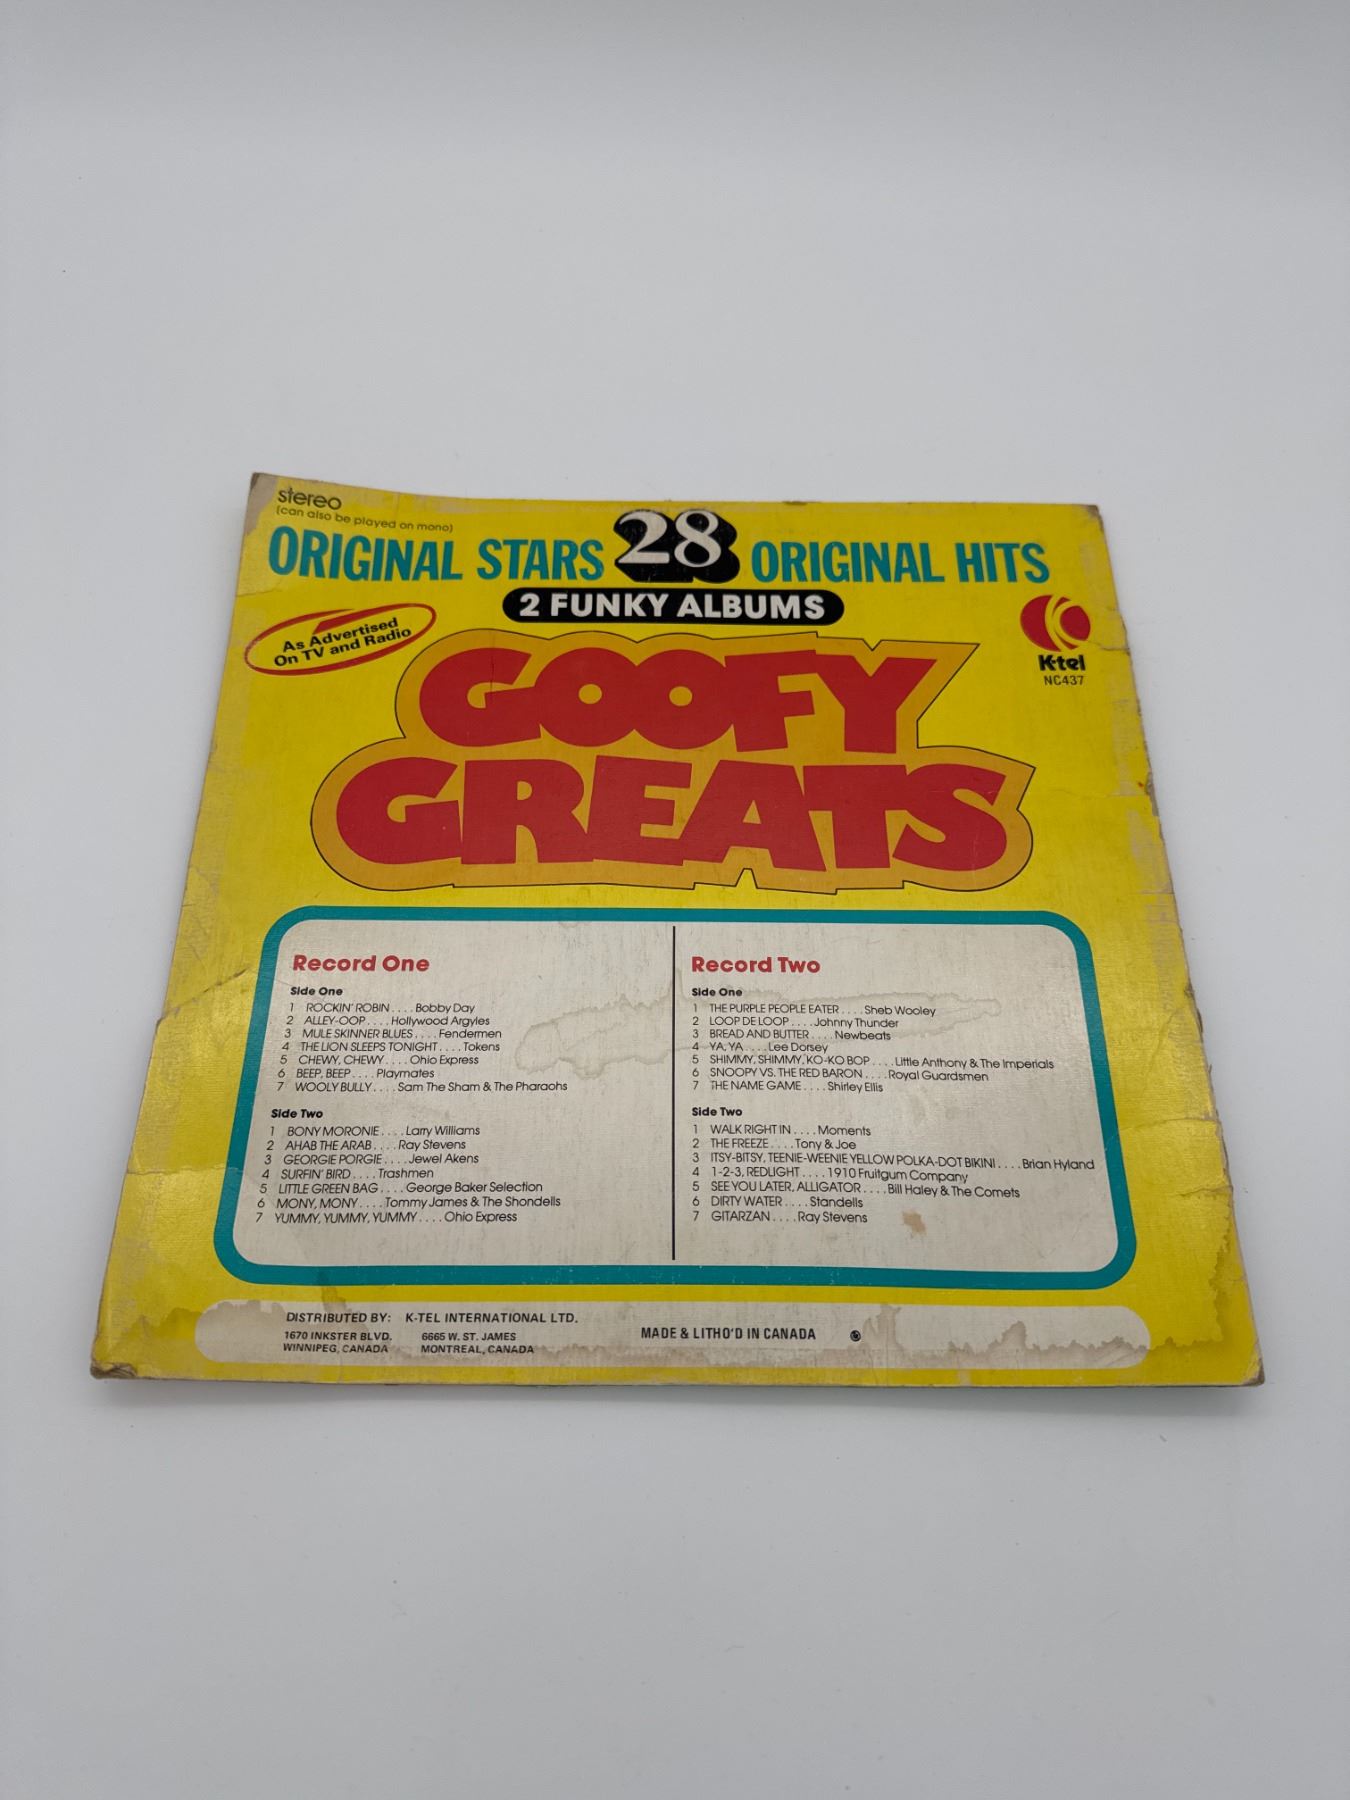 stereo
(can also be played on mono)
ORIGINAL STARS 28 ORIGINAL HITS
2 FUNKY ALBUMS
As Advertised
On TV and Radio
K-tel
NC437
GOOFY
GREATS
Record One
Side One
1 ROCKIN' ROBIN .... Bobby Day
2 ALLEY-OOP .... Hollywood Argyles
3 MULE SKINNER BLUES .... Fendermen
4 THE LION SLEEPS TONIGHT .... Tokens
5 CHEWY, CHEWY .... Ohio Express
6 BEEP, BEEP .... Playmates
7 WOOLY BULLY .... Sam The Sham & The Pharaohs
Side Two
1 BONY MORONIE .... Larry Williams
2 AHAB THE ARAB .... Ray Stevens
3 GEORGIE PORGIE .... Jewel Akens
4 SURFIN' BIRD .... Trashmen
5 LITTLE GREEN BAG .... George Baker Selection
6 MONY, MONY .... Tommy James & The Shondells
7 YUMMY, YUMMY, YUMMY .... Ohio Express
Record Two
Side One
1 THE PURPLE PEOPLE EATER .... Sheb Wooley
2 LOOP DE LOOP .... Johnny Thunder
3 BREAD AND BUTTER .... Newbeats
4 YA, YA .... Lee Dorsey
5 SHIMMY, SHIMMY, KO-KO BOP .... Little Anthony & The Imperials
6 SNOOPY VS. THE RED BARON .... Royal Guardsmen
7 THE NAME GAME .... Shirley Ellis
Side Two
1 WALK RIGHT IN .... Moments
2 THE FREEZE .... Tony & Joe
3 ITSY-BITSY, TEENIE-WEENIE YELLOW POLKA-DOT BIKINI .... Brian Hyland
4 1-2-3, REDLIGHT .... 1910 Fruitgum Company
5 SEE YOU LATER, ALLIGATOR .... Bill Haley & The Comets
6 DIRTY WATER .... Standells
7 GITARZAN .... Ray Stevens
DISTRIBUTED BY: K-TEL INTERNATIONAL LTD.
1670 INKSTER BLVD. 6665 W. ST. JAMES
WINNIPEG, CANADA MONTREAL, CANADA
MADE & LITHO'D IN CANADA